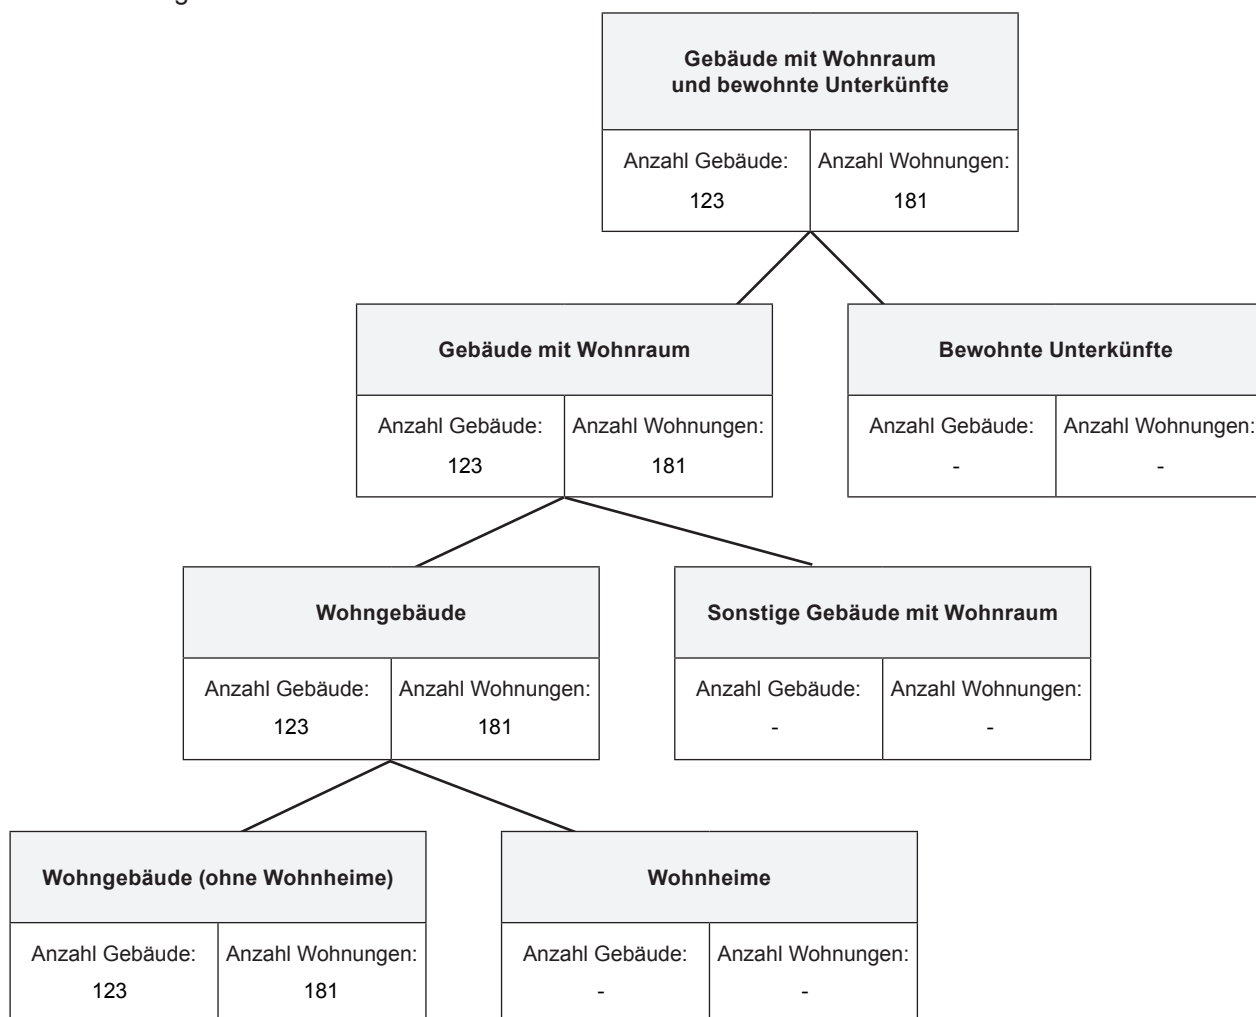 Gebäude mit Wohnraum
und bewohnte Unterkünfte
Anzahl Gebäude: Anzahl Wohnungen:
123 181
Gebäude mit Wohnraum Bewohnte Unterkünfte
Anzahl Gebäude: Anzahl Wohnungen: Anzahl Gebäude: Anzahl Wohnungen:
123 181 - -
Wohngebäude Sonstige Gebäude mit Wohnraum
Anzahl Gebäude: Anzahl Wohnungen: Anzahl Gebäude: Anzahl Wohnungen:
123 181 - -
Wohngebäude (ohne Wohnheime) Wohnheime
Anzahl Gebäude: Anzahl Wohnungen: Anzahl Gebäude: Anzahl Wohnungen:
123 181 - -